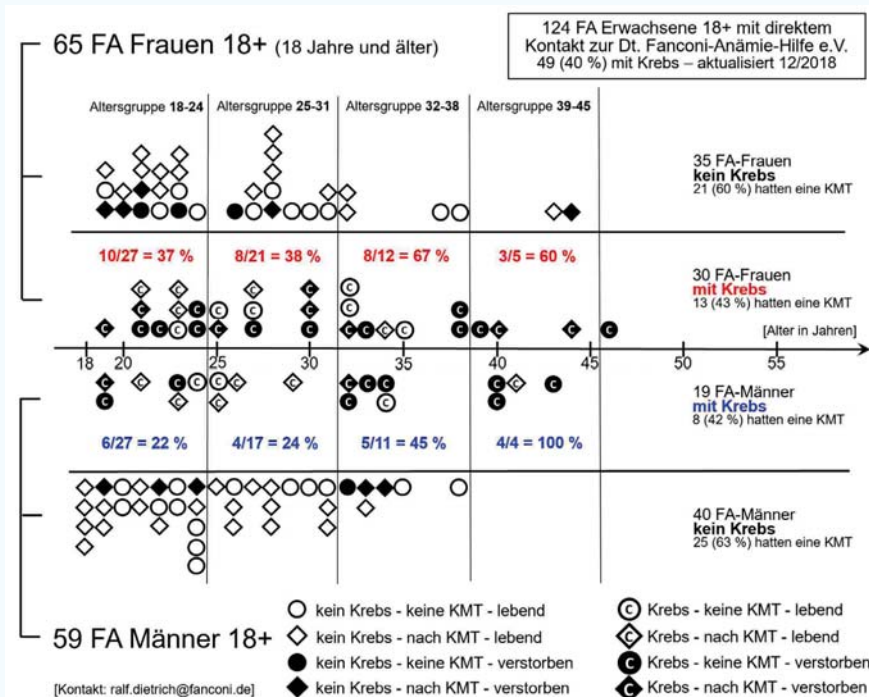 65 FA Frauen 18+ (18 Jahre und älter)
124 FA Erwachsene 18+ mit direktem
Kontakt zur Dt. Fanconi-Anämie-Hilfe e.V.
49 (40 %) mit Krebs – aktualisiert 12/2018
Altersgruppe 18-24
Altersgruppe 25-31
Altersgruppe 32-38
Altersgruppe 39-45
35 FA-Frauen
kein Krebs
21 (60 %) hatten eine KMT
10/27 = 37 %
8/21 = 38 %
8/12 = 67 %
3/5 = 60 %
30 FA-Frauen
mit Krebs
13 (43 %) hatten eine KMT
[Alter in Jahren]
18 20 25 30 35 40 45 50 55
19 FA-Männer
mit Krebs
8 (42 %) hatten eine KMT
6/27 = 22 %
4/17 = 24 %
5/11 = 45 %
4/4 = 100 %
40 FA-Männer
kein Krebs
25 (63 %) hatten eine KMT
59 FA Männer 18+
[Kontakt: ralf.dietrich@fanconi.de]
kein Krebs - keine KMT - lebend
kein Krebs - nach KMT - lebend
kein Krebs - keine KMT - verstorben
kein Krebs - nach KMT - verstorben
C Krebs - keine KMT - lebend
C Krebs - nach KMT - lebend
C Krebs - keine KMT - verstorben
C Krebs - nach KMT - verstorben